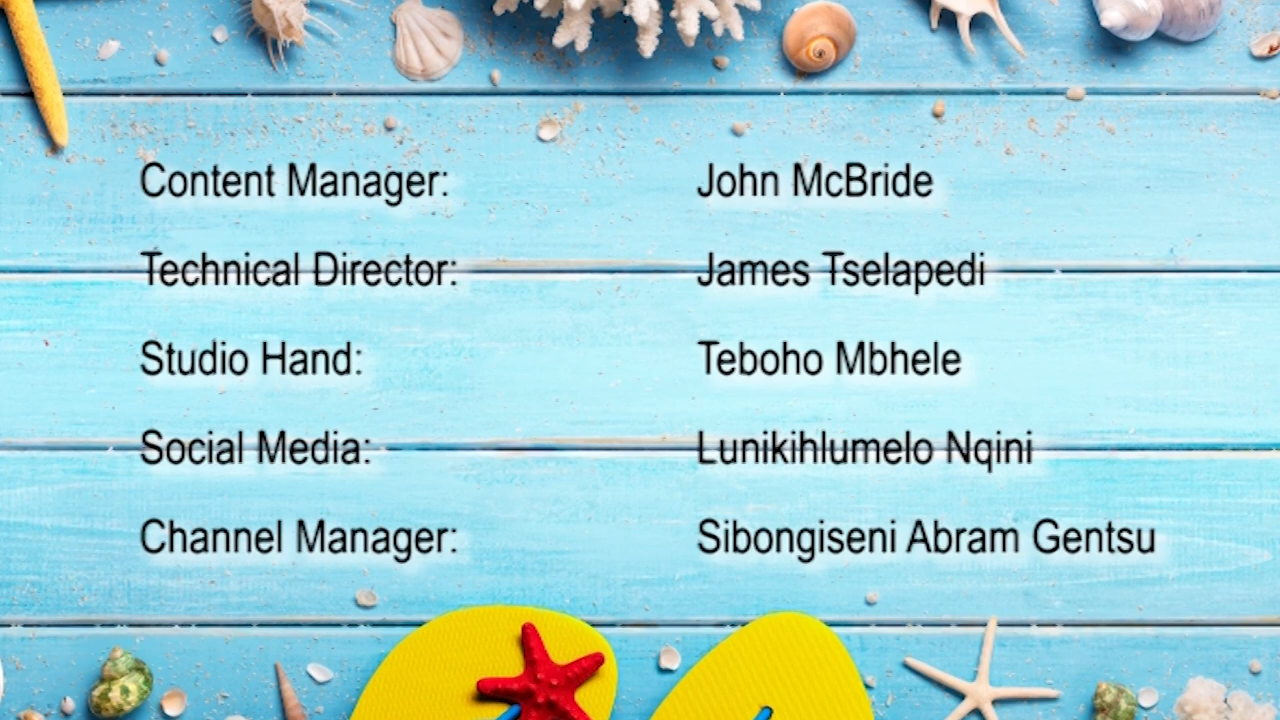 Content Manager: John McBride
Technical Director: James Tselapedi
Studio Hand: Teboho Mbhele
Social Media: Lunikihlumelo Nqini
Channel Manager: Sibongiseni Abram Gentsu